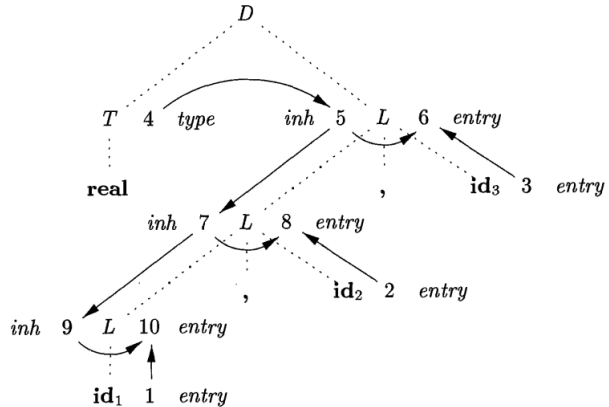 D
T 4 type inh 5 L 6 entry
real , id₃ 3 entry
inh 7 L 8 entry
, id₂ 2 entry
inh 9 L 10 entry
id₁ 1 entry